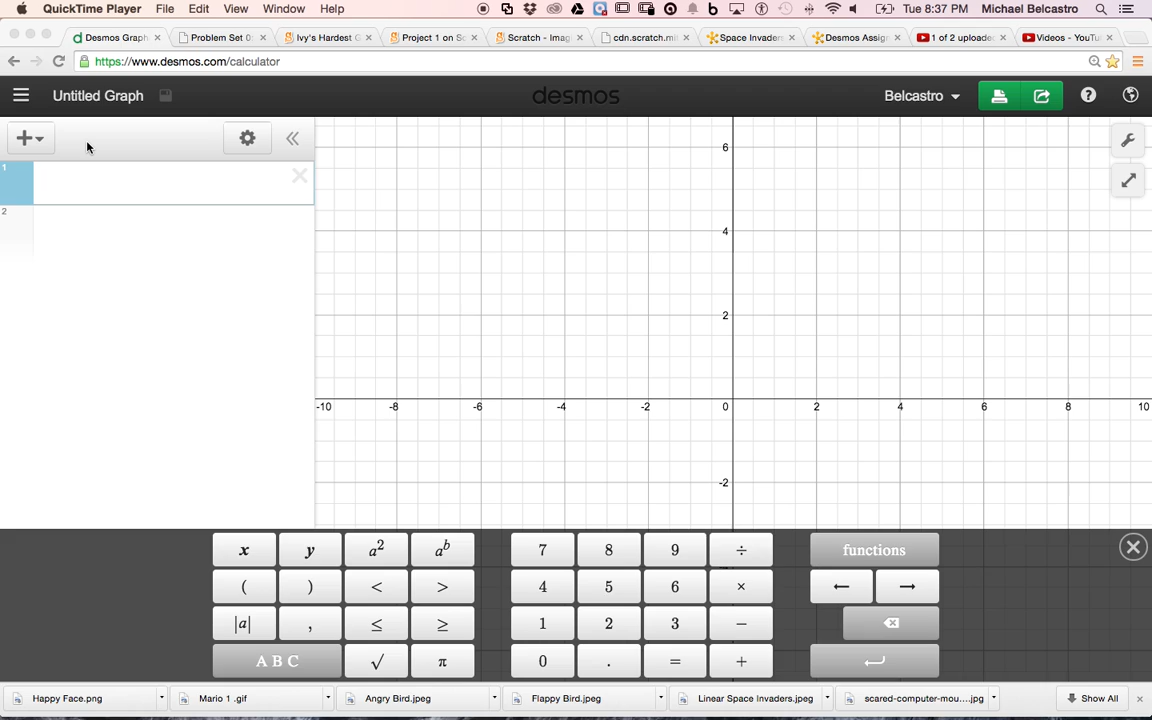 QuickTime Player File Edit View Window Help Tue 8:37 PM Michael Belcastro
Desmos Graph Problem Set 0: Ivy's Hardest G Project 1 on Sc Scratch - Imag cdn.scratch.mi Space Invaders Desmos Assig 1 of 2 uploade Videos - YouTu
https://www.desmos.com/calculator
Untitled Graph desmos Belcastro ?
1
2
6
4
2
-10 -8 -6 -4 -2 0 2 4 6 8 10
-2
x y a² aᵇ 7 8 9 ÷ functions
( ) < > 4 5 6 × ← →
|a| , ≤ ≥ 1 2 3 −
A B C √ π 0 . = +
Happy Face.png Mario 1 .gif Angry Bird.jpeg Flappy Bird.jpeg Linear Space Invaders.jpeg scared-computer-mou....jpg Show All